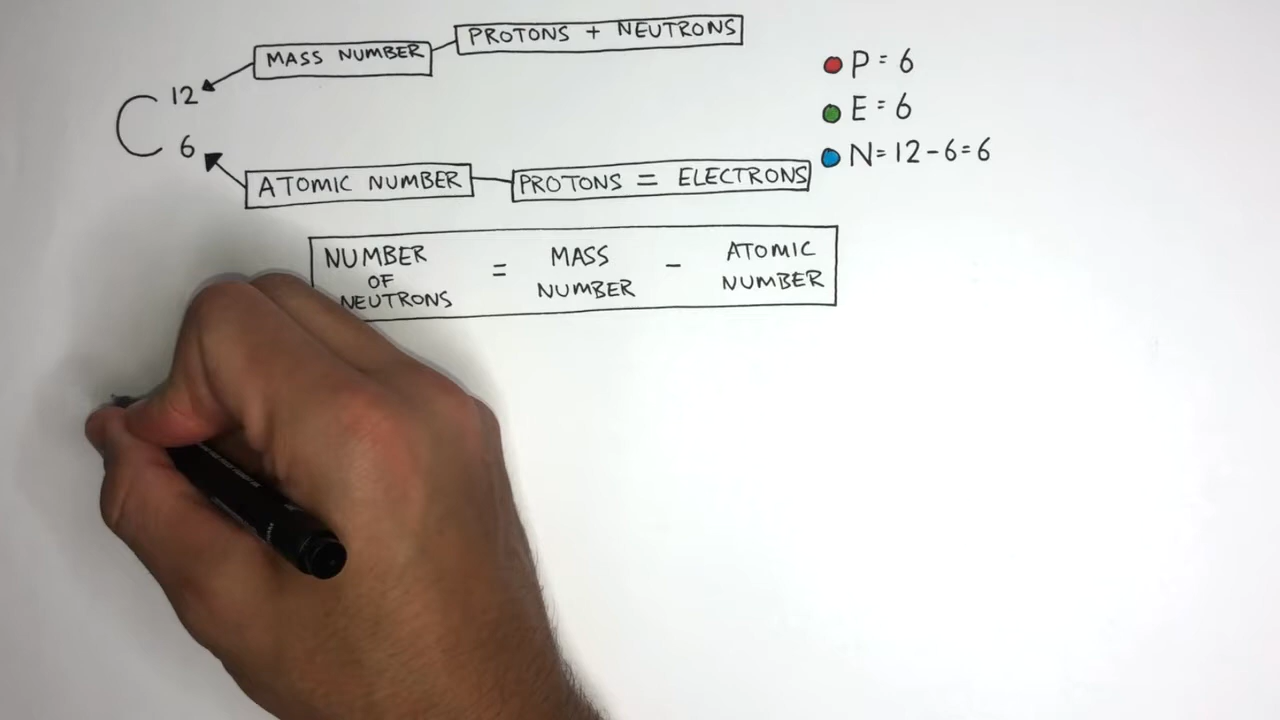 MASS NUMBER
PROTONS + NEUTRONS
C 12 6
ATOMIC NUMBER
PROTONS = ELECTRONS
P = 6
E = 6
N = 12 - 6 = 6
NUMBER OF NEUTRONS = MASS NUMBER - ATOMIC NUMBER